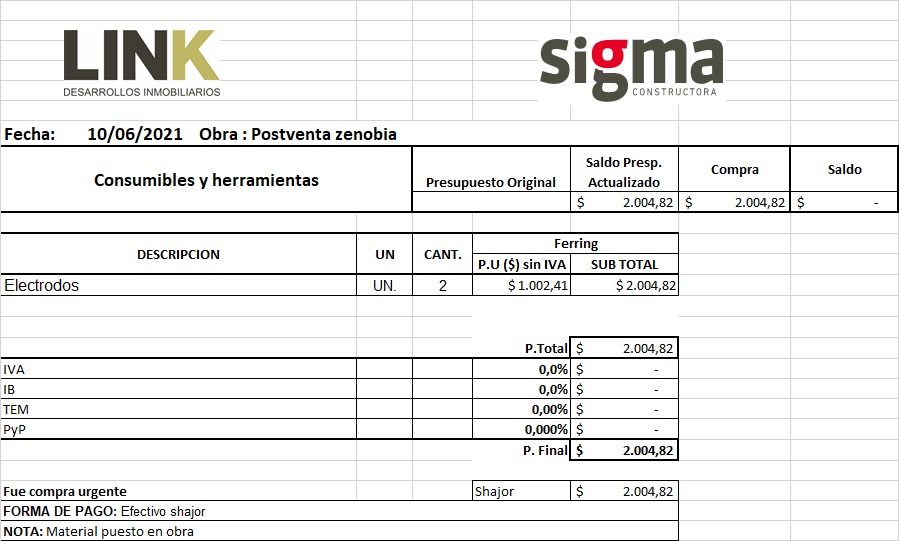 LINK
DESARROLLOS INMOBILIARIOS
sigma
CONSTRUCTORA
Fecha: 10/06/2021 Obra : Postventa zenobia
Consumibles y herramientas
Presupuesto Original
Saldo Presp.
Actualizado
Compra
Saldo
$ 2.004,82 $ 2.004,82 $ -
DESCRIPCION UN CANT.
Ferring
P.U ($) sin IVA SUB TOTAL
Electrodos UN. 2 $ 1.002,41 $ 2.004,82
P.Total $ 2.004,82
IVA 0,0% $ -
IB 0,0% $ -
TEM 0,00% $ -
PyP 0,000% $ -
P. Final $ 2.004,82
Fue compra urgente Shajor $ 2.004,82
FORMA DE PAGO: Efectivo shajor
NOTA: Material puesto en obra